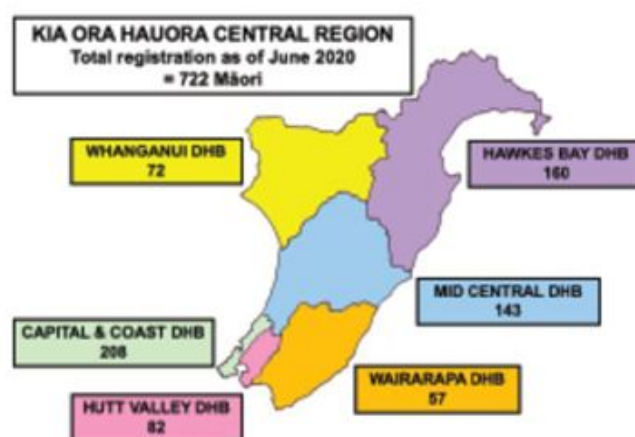 KIA ORA HAUORA CENTRAL REGION
Total registration as of June 2020
= 722 Māori
WHANGANUI DHB
72
HAWKES BAY DHB
160
MID CENTRAL DHB
143
CAPITAL & COAST DHB
208
WAIRARAPA DHB
57
HUTT VALLEY DHB
82